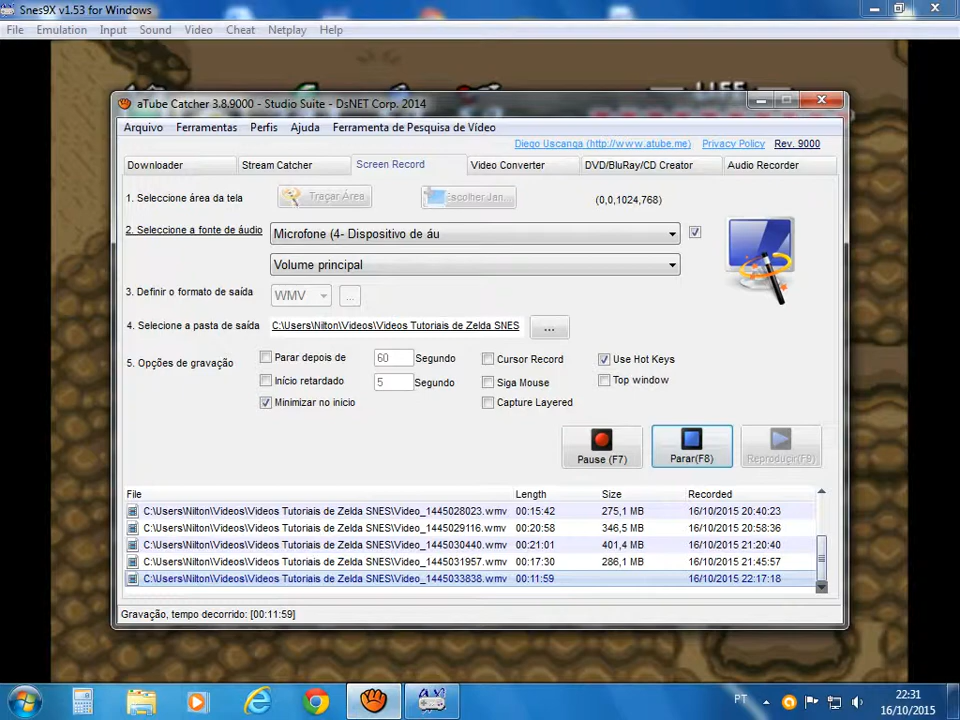 Snes9X v1.53 for Windows
File Emulation Input Sound Video Cheat Netplay Help
LIFE
aTube Catcher 3.8.9000 - Studio Suite - DsNET Corp. 2014
Arquivo Ferramentas Perfis Ajuda Ferramenta de Pesquisa de Vídeo
Diego Uscanga (http://www.atube.me) Privacy Policy Rev. 9000
Downloader Stream Catcher Screen Record Video Converter DVD/BluRay/CD Creator Audio Recorder
1. Seleccione área da tela Traçar Área Escolher Jan... (0,0,1024,768)
2. Seleccione a fonte de áudio Microfone (4- Dispositivo de áu
Volume principal
3. Definir o formato de saída WMV ...
4. Selecione a pasta de saída C:\Users\Nilton\Videos\Videos Tutoriais de Zelda SNES ...
5. Opções de gravação Parar depois de 60 Segundo Cursor Record Use Hot Keys
Início retardado 5 Segundo Siga Mouse Top window
Minimizar no inicio Capture Layered
Pause (F7) Parar(F8) Reproducir(F9)
File Length Size Recorded
C:\Users\Nilton\Videos\Videos Tutoriais de Zelda SNES\Video_1445028023.wmv 00:15:42 275,1 MB 16/10/2015 20:40:23
C:\Users\Nilton\Videos\Videos Tutoriais de Zelda SNES\Video_1445029116.wmv 00:20:58 346,5 MB 16/10/2015 20:58:36
C:\Users\Nilton\Videos\Videos Tutoriais de Zelda SNES\Video_1445030440.wmv 00:21:01 401,4 MB 16/10/2015 21:20:40
C:\Users\Nilton\Videos\Videos Tutoriais de Zelda SNES\Video_1445031957.wmv 00:17:30 286,1 MB 16/10/2015 21:45:57
C:\Users\Nilton\Videos\Videos Tutoriais de Zelda SNES\Video_1445033838.wmv 00:11:59 16/10/2015 22:17:18
Gravação, tempo decorrido: [00:11:59]
PT 22:31
16/10/2015